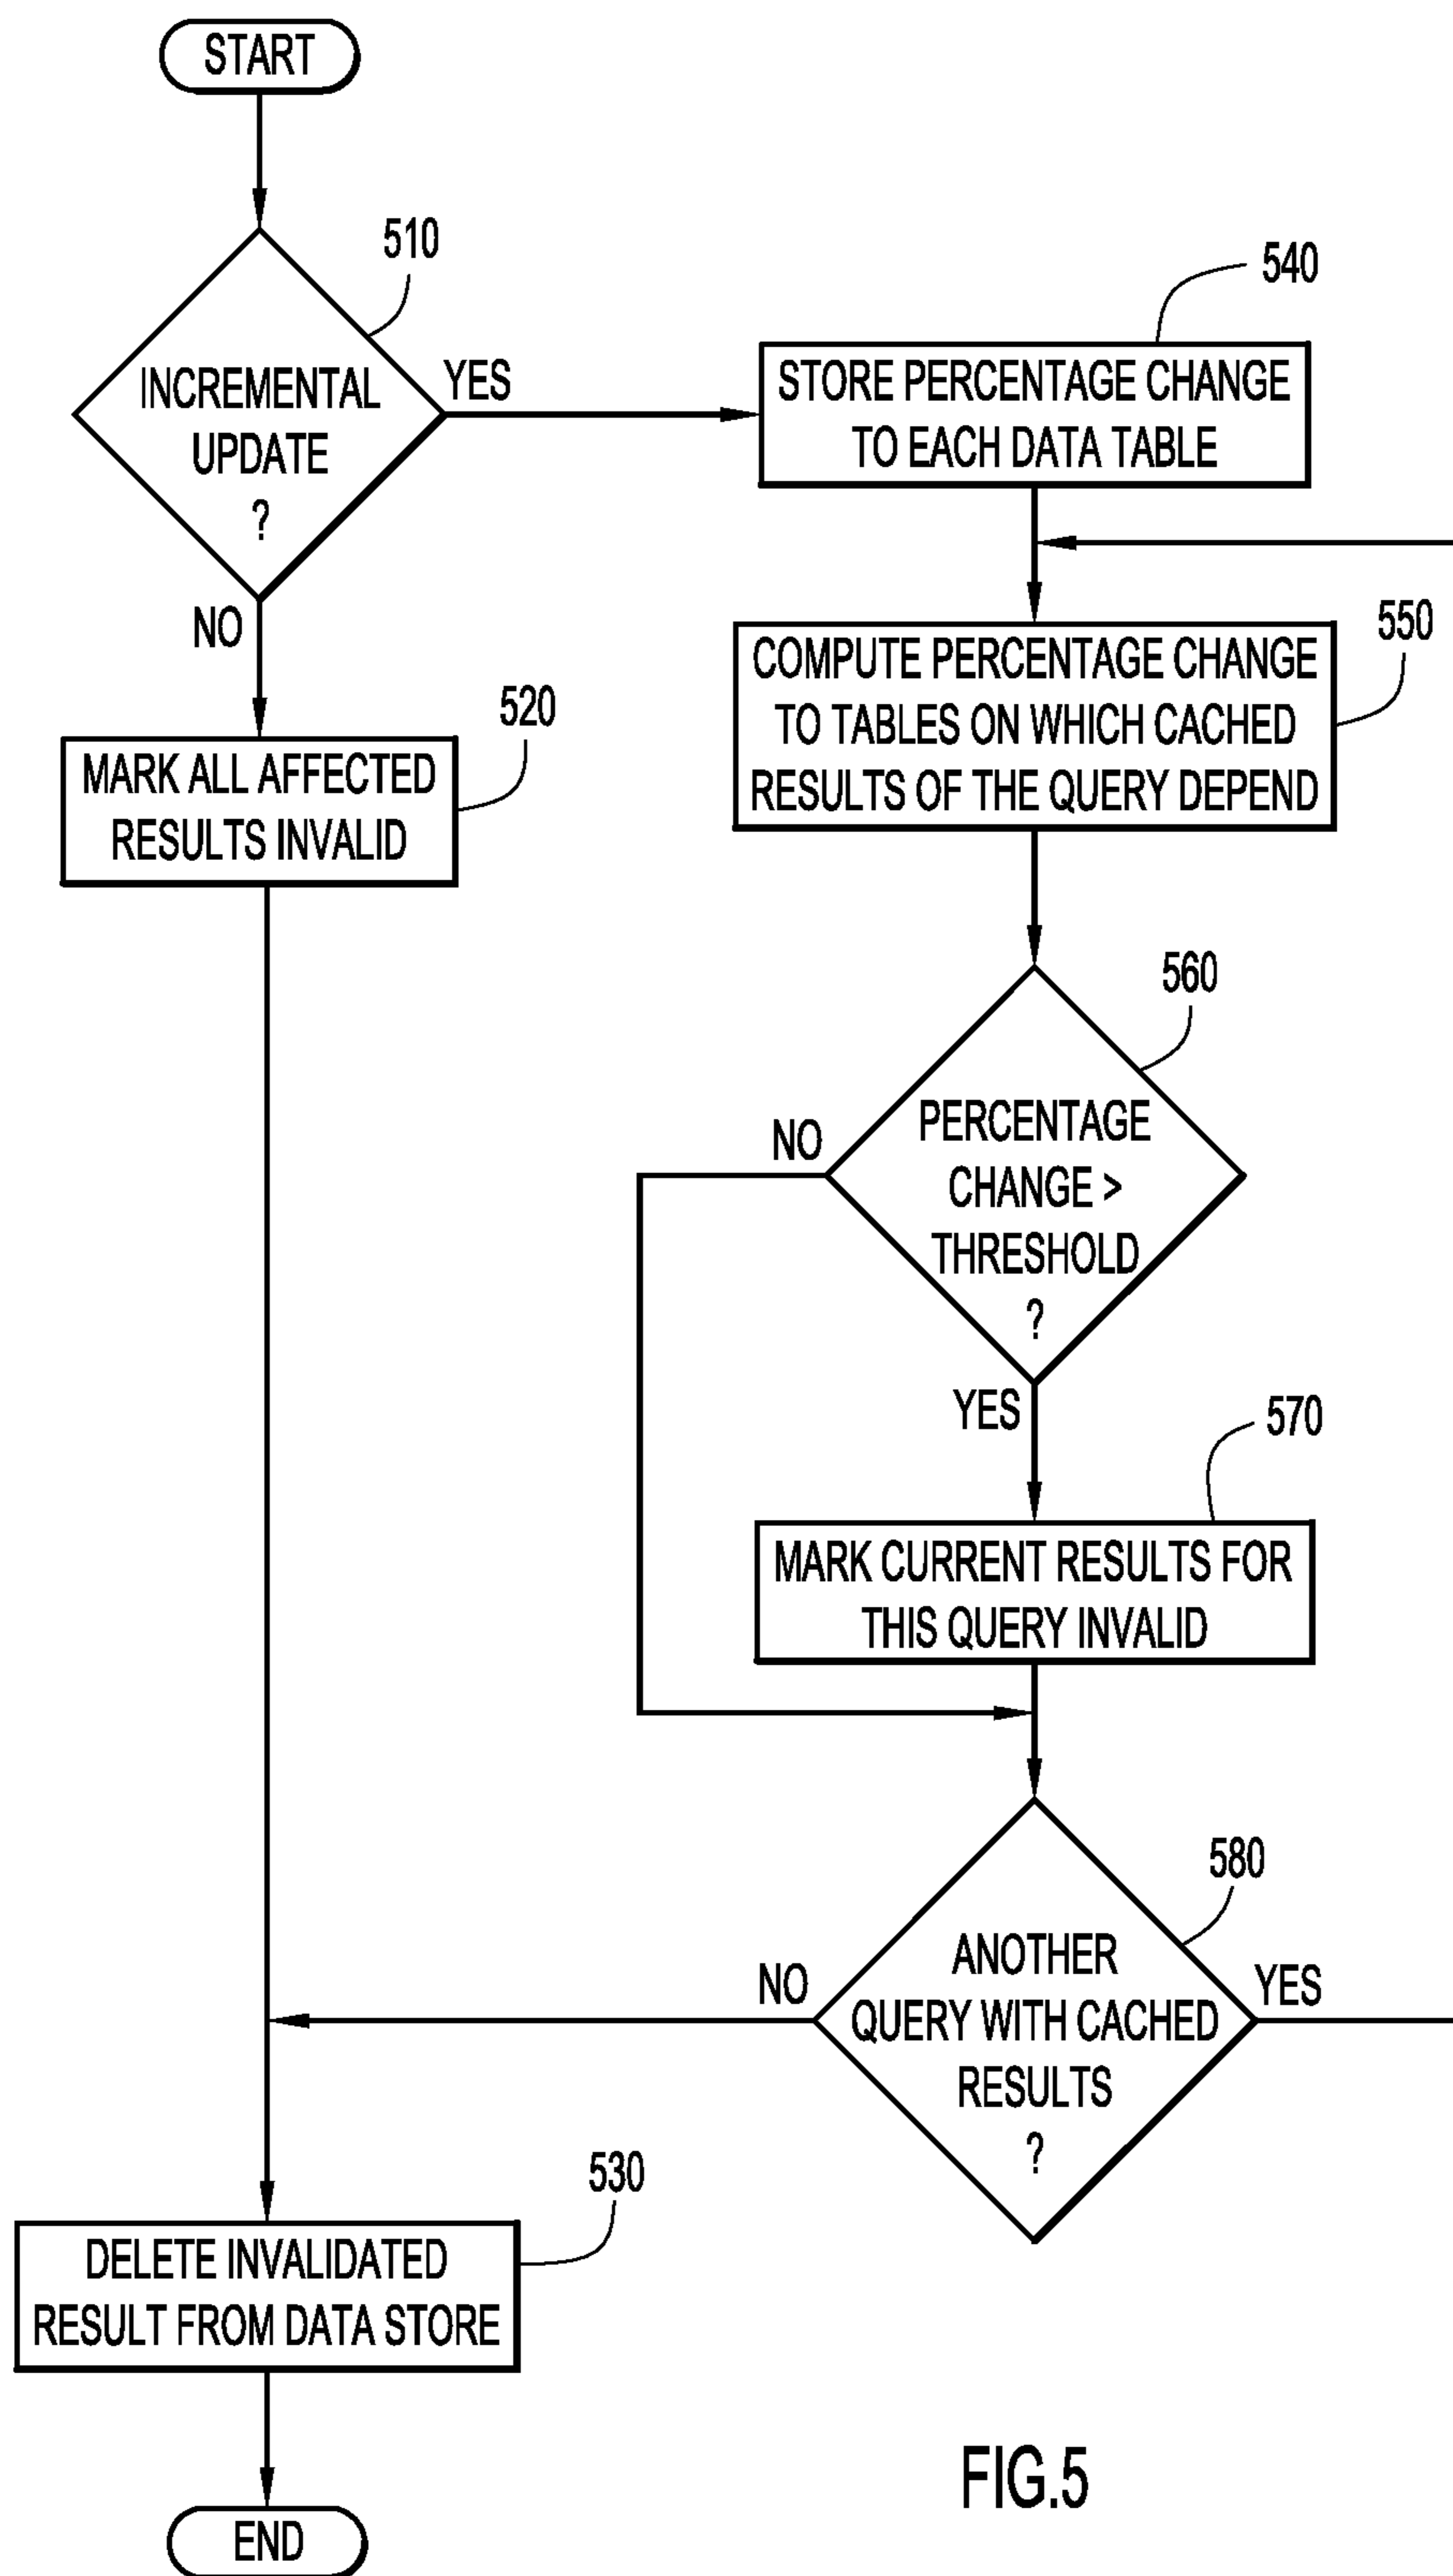 START
510
INCREMENTAL
UPDATE
?
YES
NO
520
MARK ALL AFFECTED
RESULTS INVALID
540
STORE PERCENTAGE CHANGE
TO EACH DATA TABLE
550
COMPUTE PERCENTAGE CHANGE
TO TABLES ON WHICH CACHED
RESULTS OF THE QUERY DEPEND
560
PERCENTAGE
CHANGE >
THRESHOLD
?
NO
YES
570
MARK CURRENT RESULTS FOR
THIS QUERY INVALID
580
ANOTHER
QUERY WITH CACHED
RESULTS
?
NO
YES
530
DELETE INVALIDATED
RESULT FROM DATA STORE
END
FIG.5